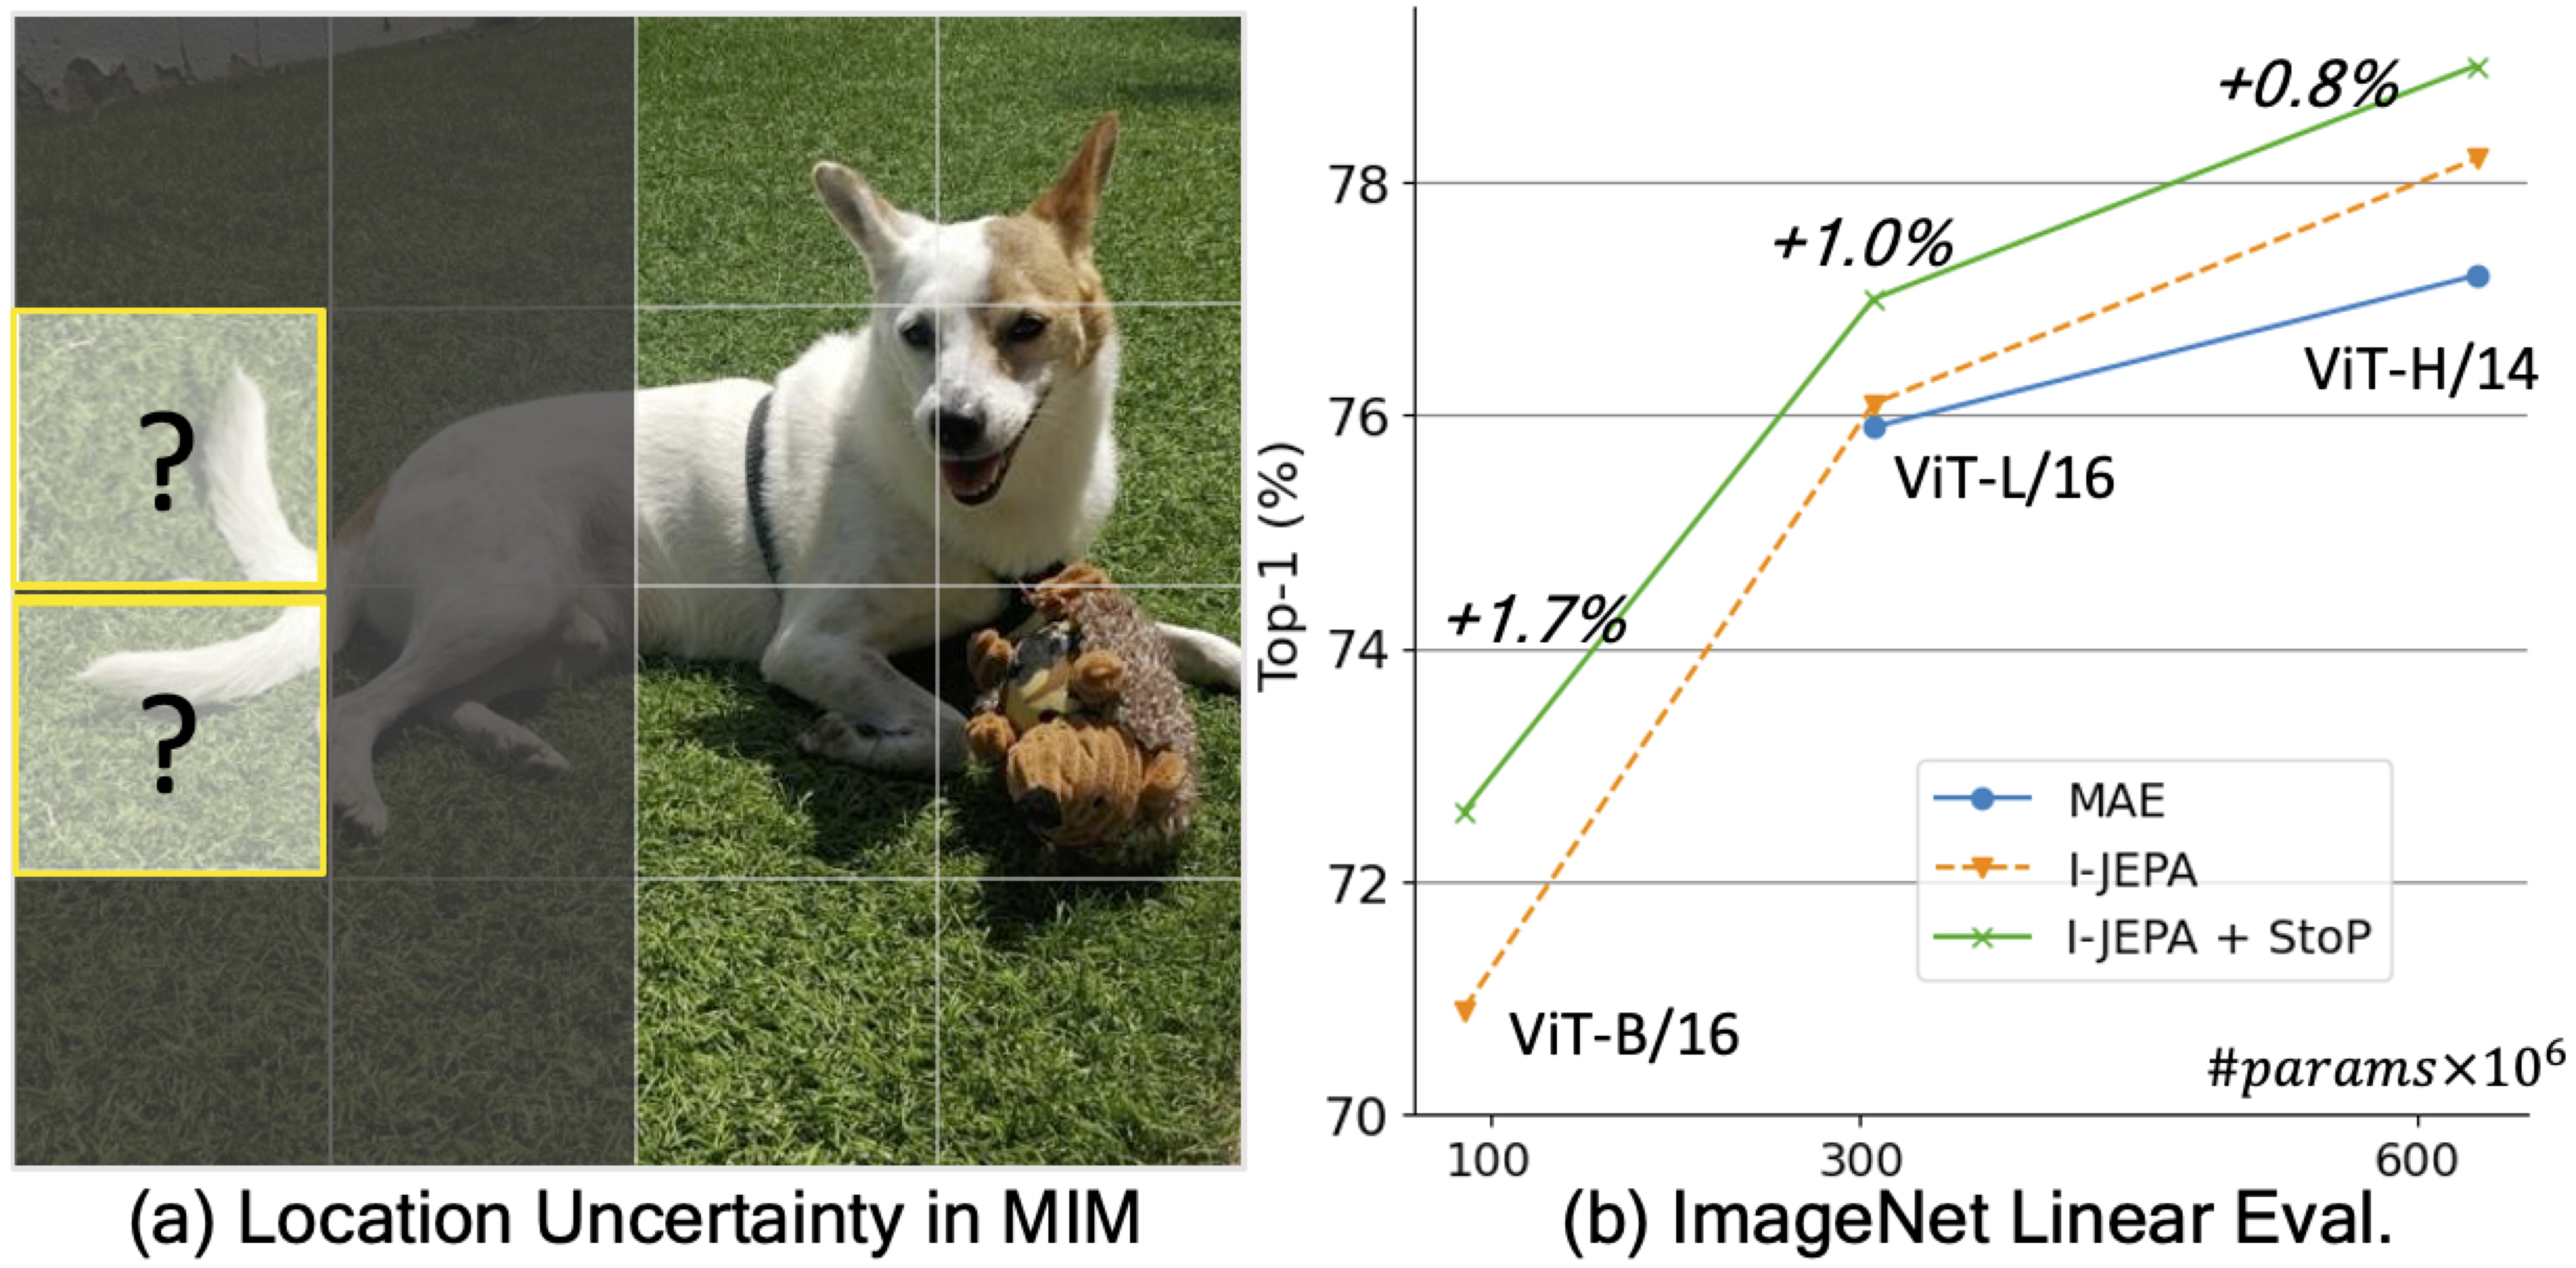 ?
?
(a) Location Uncertainty in MIM
+0.8%
78
+1.0%
ViT-H/14
76
ViT-L/16
Top-1 (%)
+1.7%
74
MAE
72
I-JEPA
I-JEPA + StoP
ViT-B/16
#params×10⁶
70
100 300 600
(b) ImageNet Linear Eval.